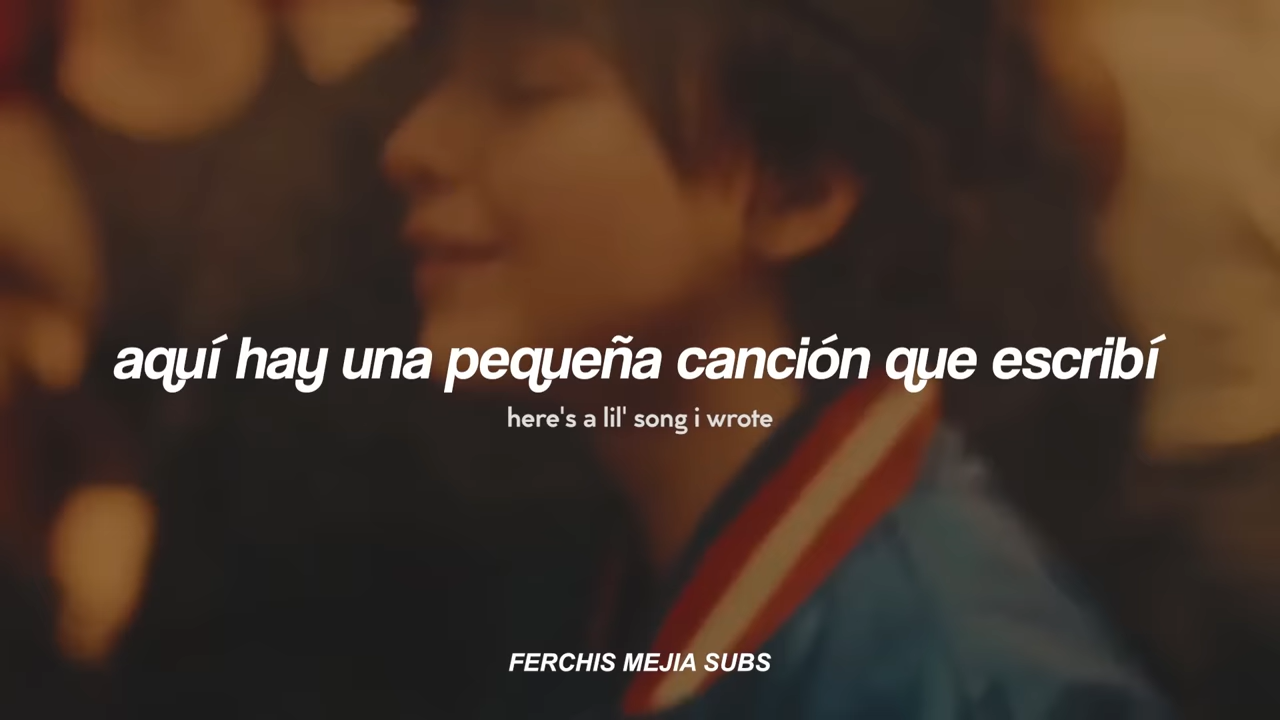 aquí hay una pequeña canción que escribí
here's a lil' song i wrote
FERCHIS MEJIA SUBS